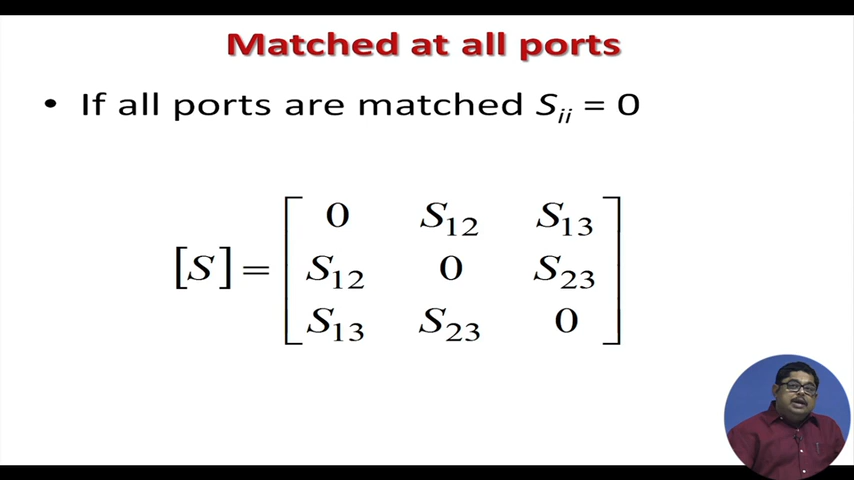 Matched at all ports
• If all ports are matched Sᵢᵢ = 0
0 S₁₂ S₁₃
[S] = S₁₂ 0 S₂₃
S₁₃ S₂₃ 0